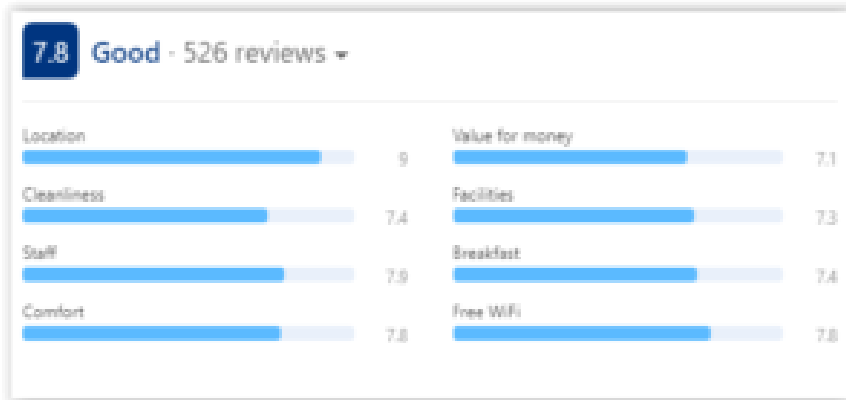 7.8 Good · 526 reviews
Location 9
Cleanliness 7.4
Staff 7.9
Comfort 7.8
Value for money 7.1
Facilities 7.3
Breakfast 7.4
Free WiFi 7.8